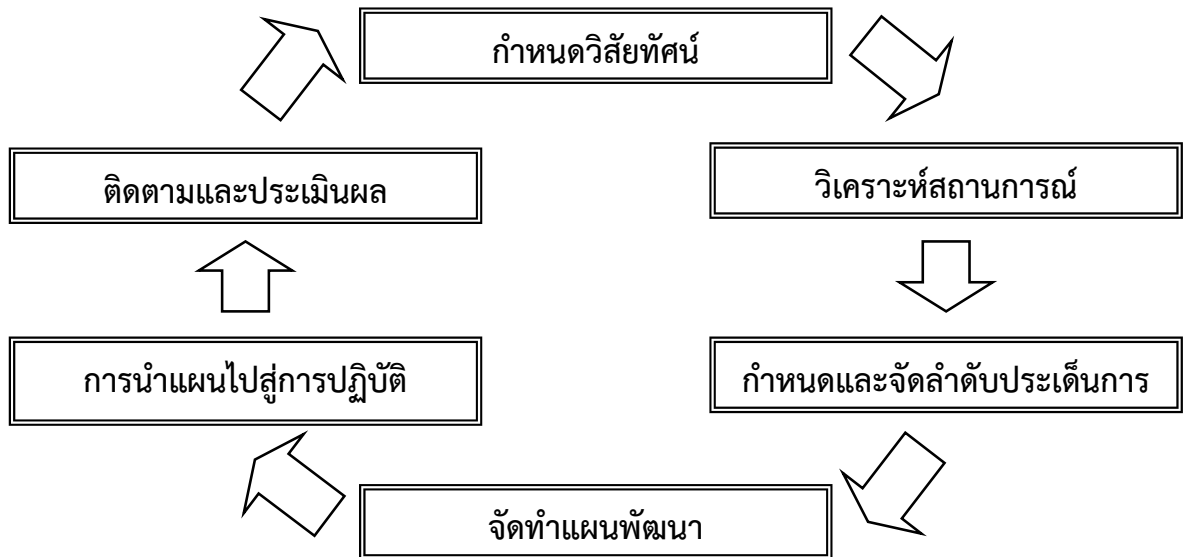 กำหนดวิสัยทัศน์
วิเคราะห์สถานการณ์
กำหนดและจัดลำดับประเด็นการ
จัดทำแผนพัฒนา
การนำแผนไปสู่การปฏิบัติ
ติดตามและประเมินผล